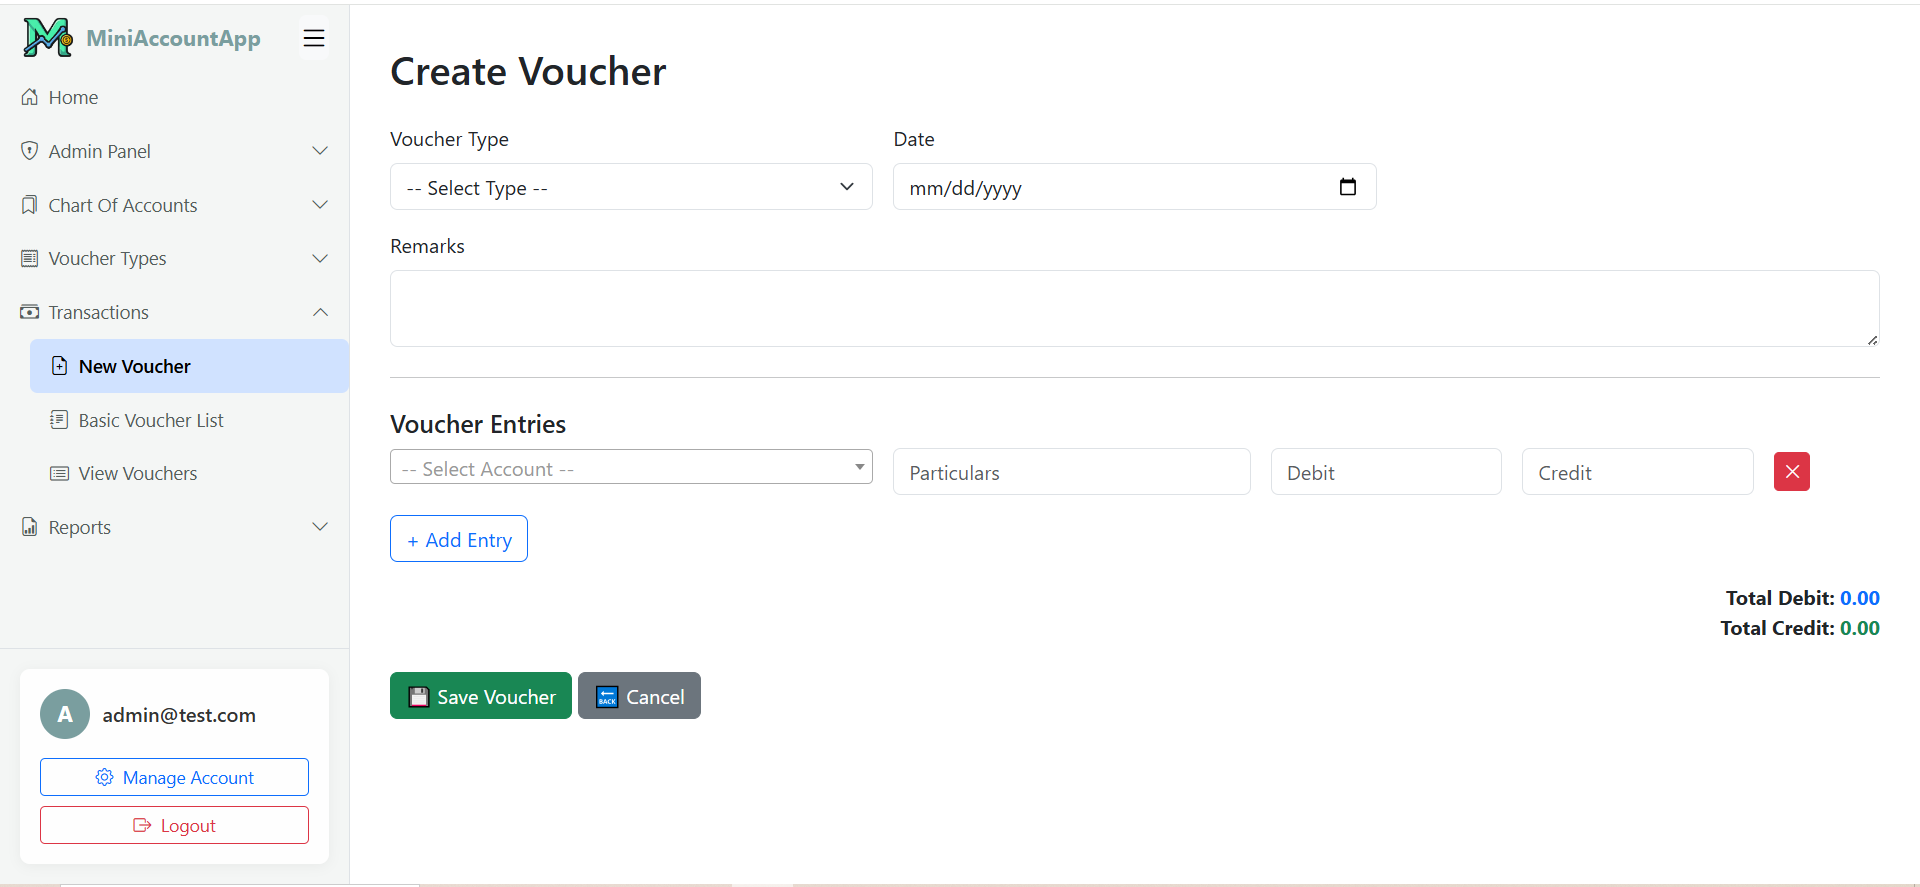 MiniAccountApp
Home
Admin Panel
Chart Of Accounts
Voucher Types
Transactions
New Voucher
Basic Voucher List
View Vouchers
Reports
A admin@test.com
Manage Account
Logout
Create Voucher
Voucher Type Date
-- Select Type -- mm/dd/yyyy
Remarks
Voucher Entries
-- Select Account -- Particulars Debit Credit
+ Add Entry
Total Debit: 0.00
Total Credit: 0.00
Save Voucher BACK Cancel